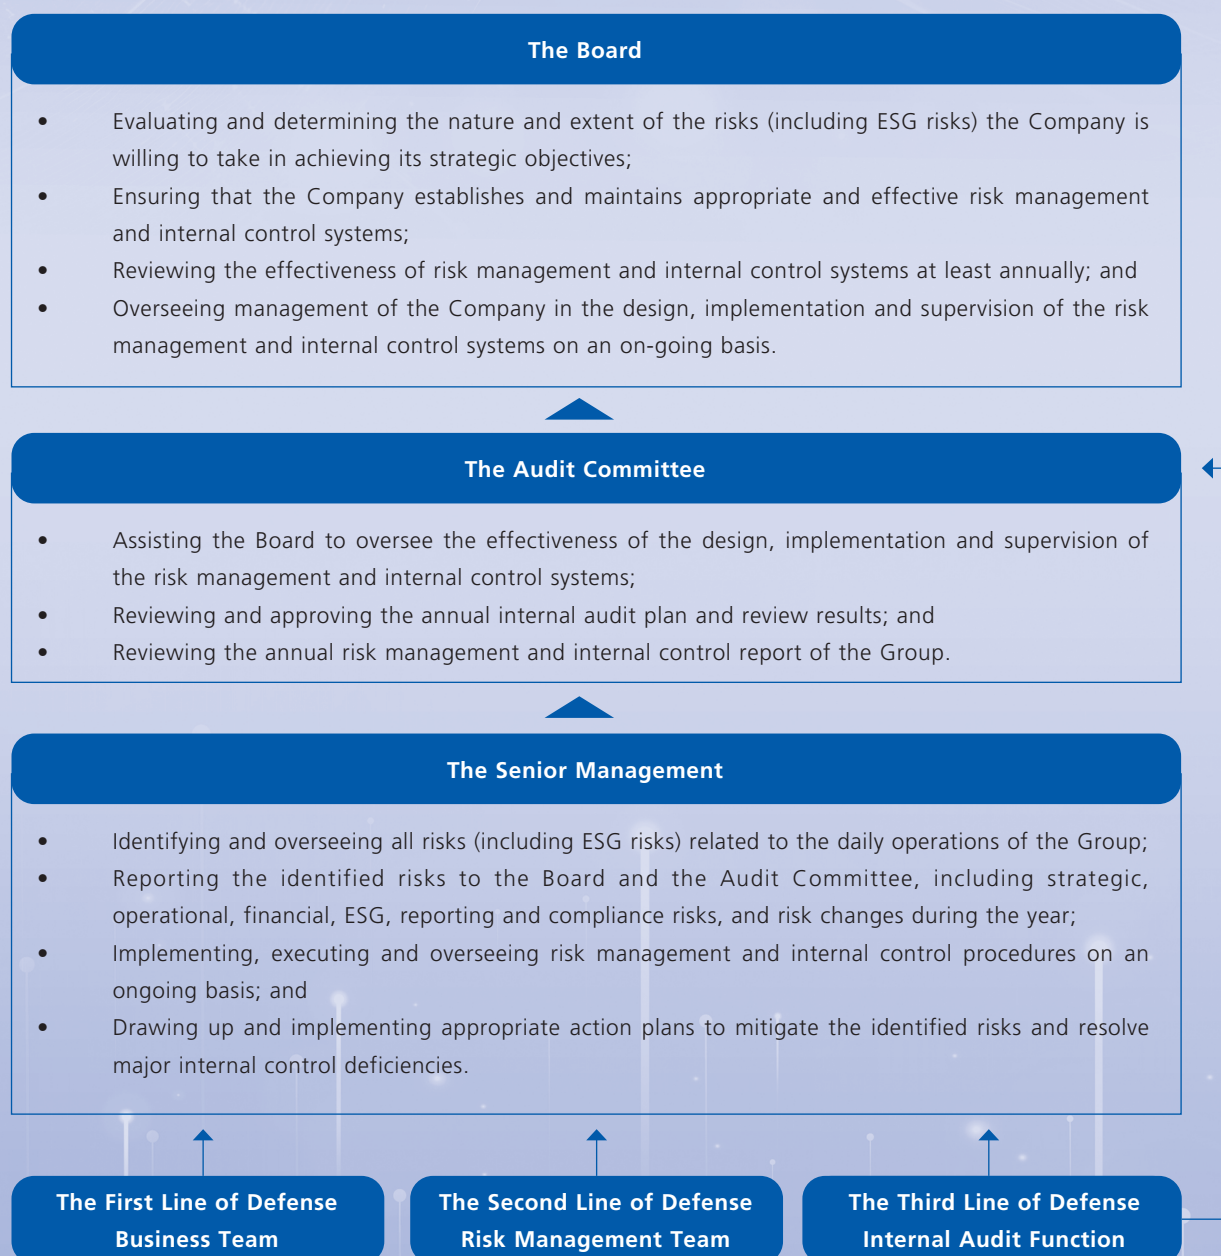 The Board
• Evaluating and determining the nature and extent of the risks (including ESG risks) the Company is
willing to take in achieving its strategic objectives;
• Ensuring that the Company establishes and maintains appropriate and effective risk management
and internal control systems;
• Reviewing the effectiveness of risk management and internal control systems at least annually; and
• Overseeing management of the Company in the design, implementation and supervision of the risk
management and internal control systems on an on-going basis.
The Audit Committee
• Assisting the Board to oversee the effectiveness of the design, implementation and supervision of
the risk management and internal control systems;
• Reviewing and approving the annual internal audit plan and review results; and
• Reviewing the annual risk management and internal control report of the Group.
The Senior Management
• Identifying and overseeing all risks (including ESG risks) related to the daily operations of the Group;
• Reporting the identified risks to the Board and the Audit Committee, including strategic,
operational, financial, ESG, reporting and compliance risks, and risk changes during the year;
• Implementing, executing and overseeing risk management and internal control procedures on an
ongoing basis; and
• Drawing up and implementing appropriate action plans to mitigate the identified risks and resolve
major internal control deficiencies.
The First Line of Defense
Business Team
The Second Line of Defense
Risk Management Team
The Third Line of Defense
Internal Audit Function